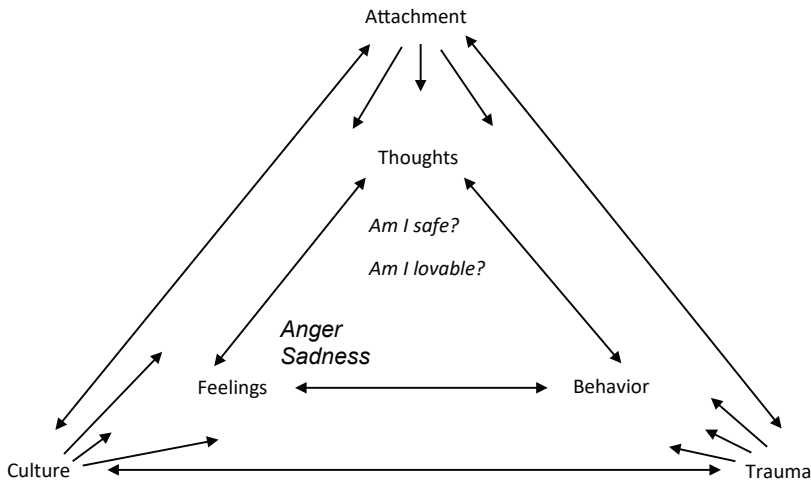 Attachment
Thoughts
Am I safe?
Am I lovable?
Anger
Sadness
Feelings
Behavior
Culture
Trauma